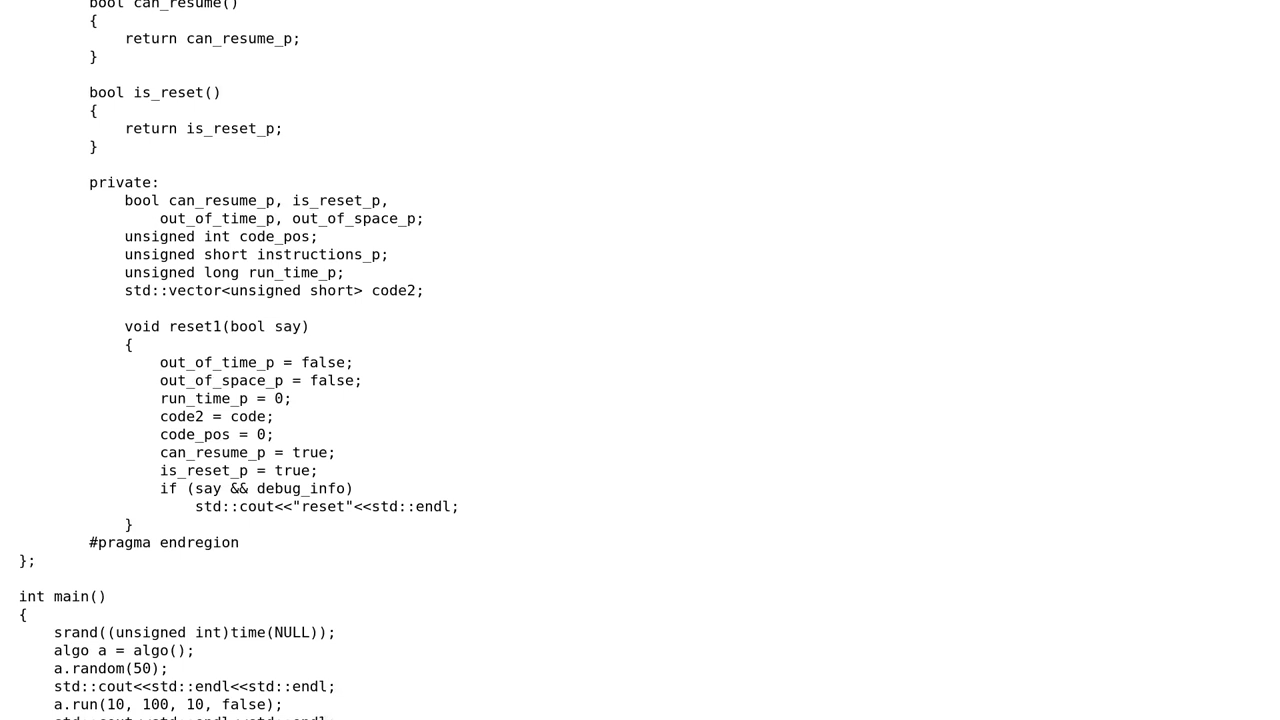 bool can_resume()
{
return can_resume_p;
}
bool is_reset()
{
return is_reset_p;
}
private:
bool can_resume_p, is_reset_p,
out_of_time_p, out_of_space_p;
unsigned int code_pos;
unsigned short instructions_p;
unsigned long run_time_p;
std::vector<unsigned short> code2;
void reset1(bool say)
{
out_of_time_p = false;
out_of_space_p = false;
run_time_p = 0;
code2 = code;
code_pos = 0;
can_resume_p = true;
is_reset_p = true;
if (say && debug_info)
std::cout<<"reset"<<std::endl;
}
#pragma endregion
};
int main()
{
srand((unsigned int)time(NULL));
algo a = algo();
a.random(50);
std::cout<<std::endl<<std::endl;
a.run(10, 100, 10, false);